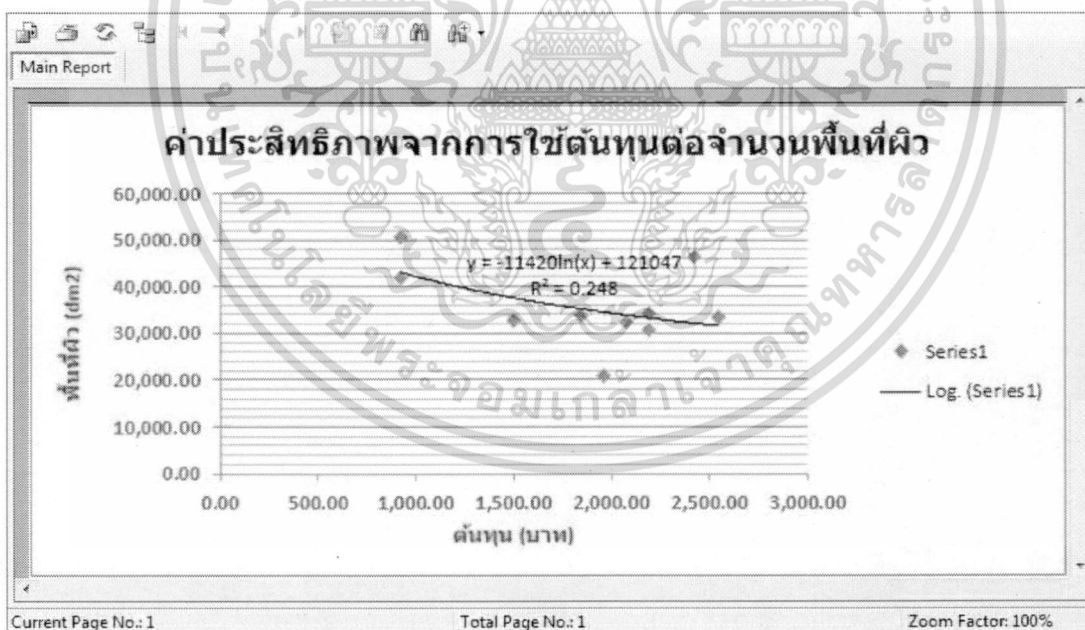 Main Report
ค่าประสิทธิภาพจากการใช้ต้นทุนต่อจำนวนพื้นที่ผิว
60,000.00
50,000.00
40,000.00
30,000.00
20,000.00
10,000.00
0.00
พื้นที่ผิว (dm2)
y = -11420ln(x) + 121047
R² = 0.248
0.00 500.00 1,000.00 1,500.00 2,000.00 2,500.00 3,000.00
ต้นทุน (บาท)
Series1
Log. (Series1)
Current Page No.: 1 Total Page No.: 1 Zoom Factor: 100%